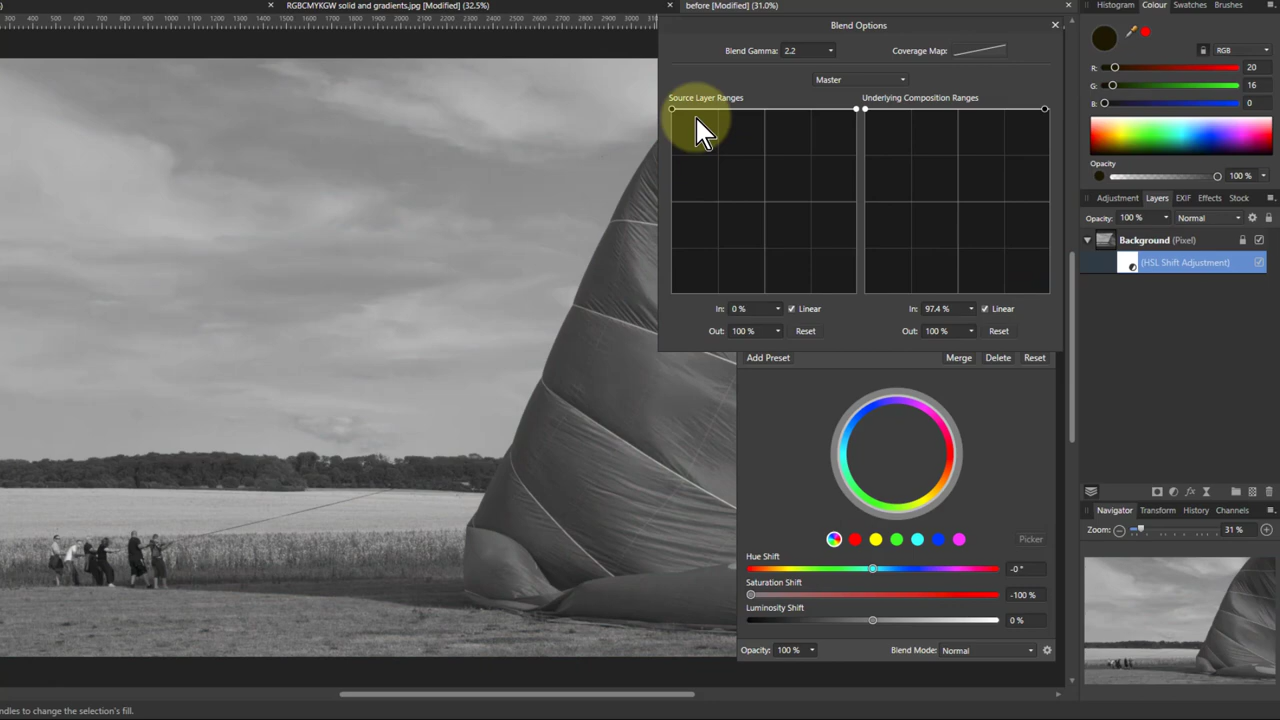 RGBCMYKGW solid and gradients.jpg [Modified] (32.5%)
before [Modified] (31.0%)
Histogram Colour Swatches Brushes
Blend Options
Blend Gamma: 2.2 Coverage Map:
Master
Source Layer Ranges Underlying Composition Ranges
In: 0 % Linear In: 97.4 % Linear
Out: 100 % Reset Out: 100 % Reset
RGB
R: 20
G: 16
B: 0
Opacity
100 %
Adjustment Layers EXIF Effects Stock
Opacity: 100 % Normal
Background (Pixel)
(HSL Shift Adjustment)
Add Preset Merge Delete Reset
Picker
Hue Shift
-0 °
Saturation Shift
-100 %
Luminosity Shift
0 %
Opacity: 100 % Blend Mode: Normal
Navigator Transform History Channels
Zoom: 31 %
ndles to change the selection's fill.